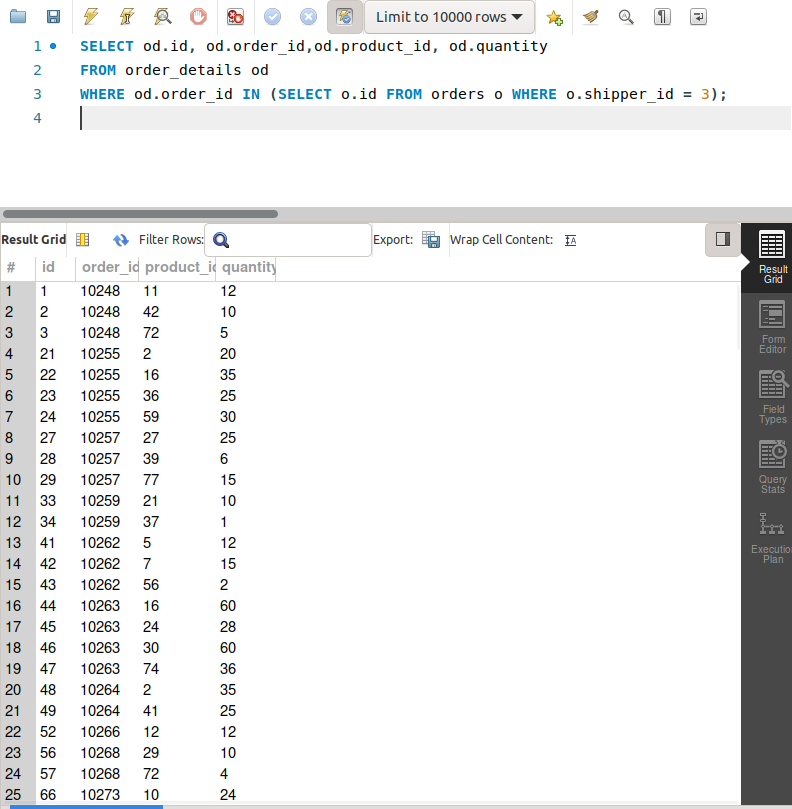 Limit to 10000 rows
1 SELECT od.id, od.order_id,od.product_id, od.quantity
2 FROM order_details od
3 WHERE od.order_id IN (SELECT o.id FROM orders o WHERE o.shipper_id = 3);
4
Result Grid Filter Rows: Export: Wrap Cell Content:
# id order_id product_id quantity
1 1 10248 11 12
2 2 10248 42 10
3 3 10248 72 5
4 21 10255 2 20
5 22 10255 16 35
6 23 10255 36 25
7 24 10255 59 30
8 27 10257 27 25
9 28 10257 39 6
10 29 10257 77 15
11 33 10259 21 10
12 34 10259 37 1
13 41 10262 5 12
14 42 10262 7 15
15 43 10262 56 2
16 44 10263 16 60
17 45 10263 24 28
18 46 10263 30 60
19 47 10263 74 36
20 48 10264 2 35
21 49 10264 41 25
22 52 10266 12 12
23 56 10268 29 10
24 57 10268 72 4
25 66 10273 10 24
Result
Grid
Form
Editor
Field
Types
Query
Stats
Executio
Plan